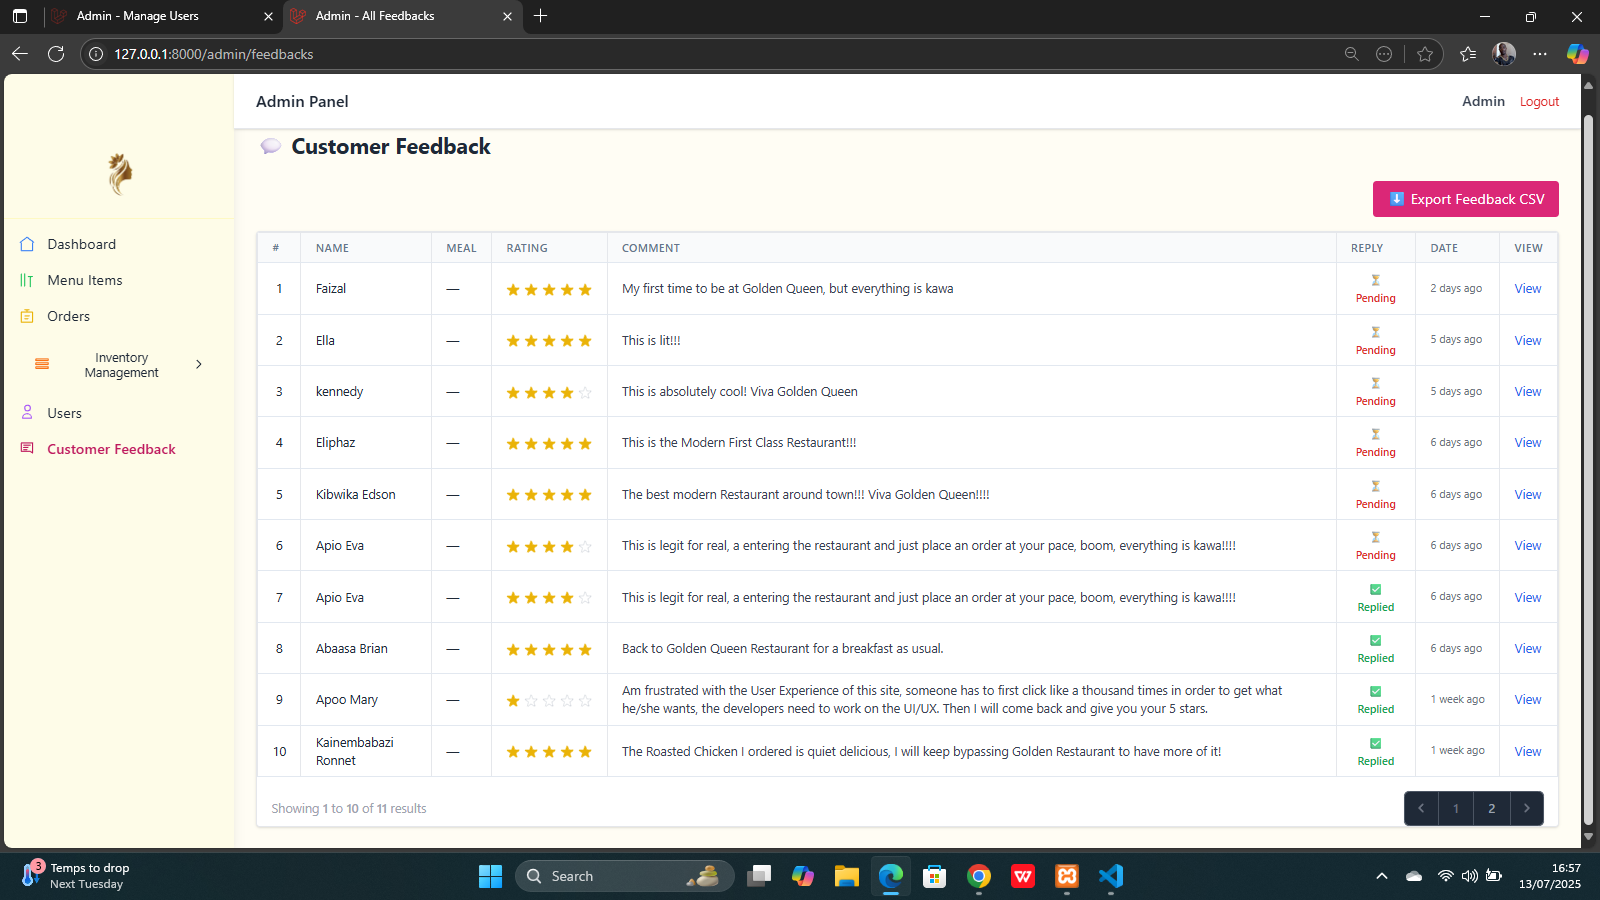 Admin - Manage Users
Admin - All Feedbacks
127.0.0.1:8000/admin/feedbacks
Admin Panel
Admin Logout
Customer Feedback
Export Feedback CSV
Dashboard
Menu Items
Orders
Inventory
Management
Users
Customer Feedback
# NAME MEAL RATING COMMENT REPLY DATE VIEW
1 Faizal — My first time to be at Golden Queen, but everything is kawa Pending 2 days ago View
2 Ella — This is lit!!! Pending 5 days ago View
3 kennedy — This is absolutely cool! Viva Golden Queen Pending 5 days ago View
4 Eliphaz — This is the Modern First Class Restaurant!!! Pending 6 days ago View
5 Kibwika Edson — The best modern Restaurant around town!!! Viva Golden Queen!!!! Pending 6 days ago View
6 Apio Eva — This is legit for real, a entering the restaurant and just place an order at your pace, boom, everything is kawa!!!! Pending 6 days ago View
7 Apio Eva — This is legit for real, a entering the restaurant and just place an order at your pace, boom, everything is kawa!!!! Replied 6 days ago View
8 Abaasa Brian — Back to Golden Queen Restaurant for a breakfast as usual. Replied 6 days ago View
9 Apoo Mary — Am frustrated with the User Experience of this site, someone has to first click like a thousand times in order to get what
he/she wants, the developers need to work on the UI/UX. Then I will come back and give you your 5 stars. Replied 1 week ago View
10 Kainembabazi
Ronnet — The Roasted Chicken I ordered is quiet delicious, I will keep bypassing Golden Restaurant to have more of it! Replied 1 week ago View
Showing 1 to 10 of 11 results
1 2
3
Temps to drop
Next Tuesday
Search
16:57
13/07/2025